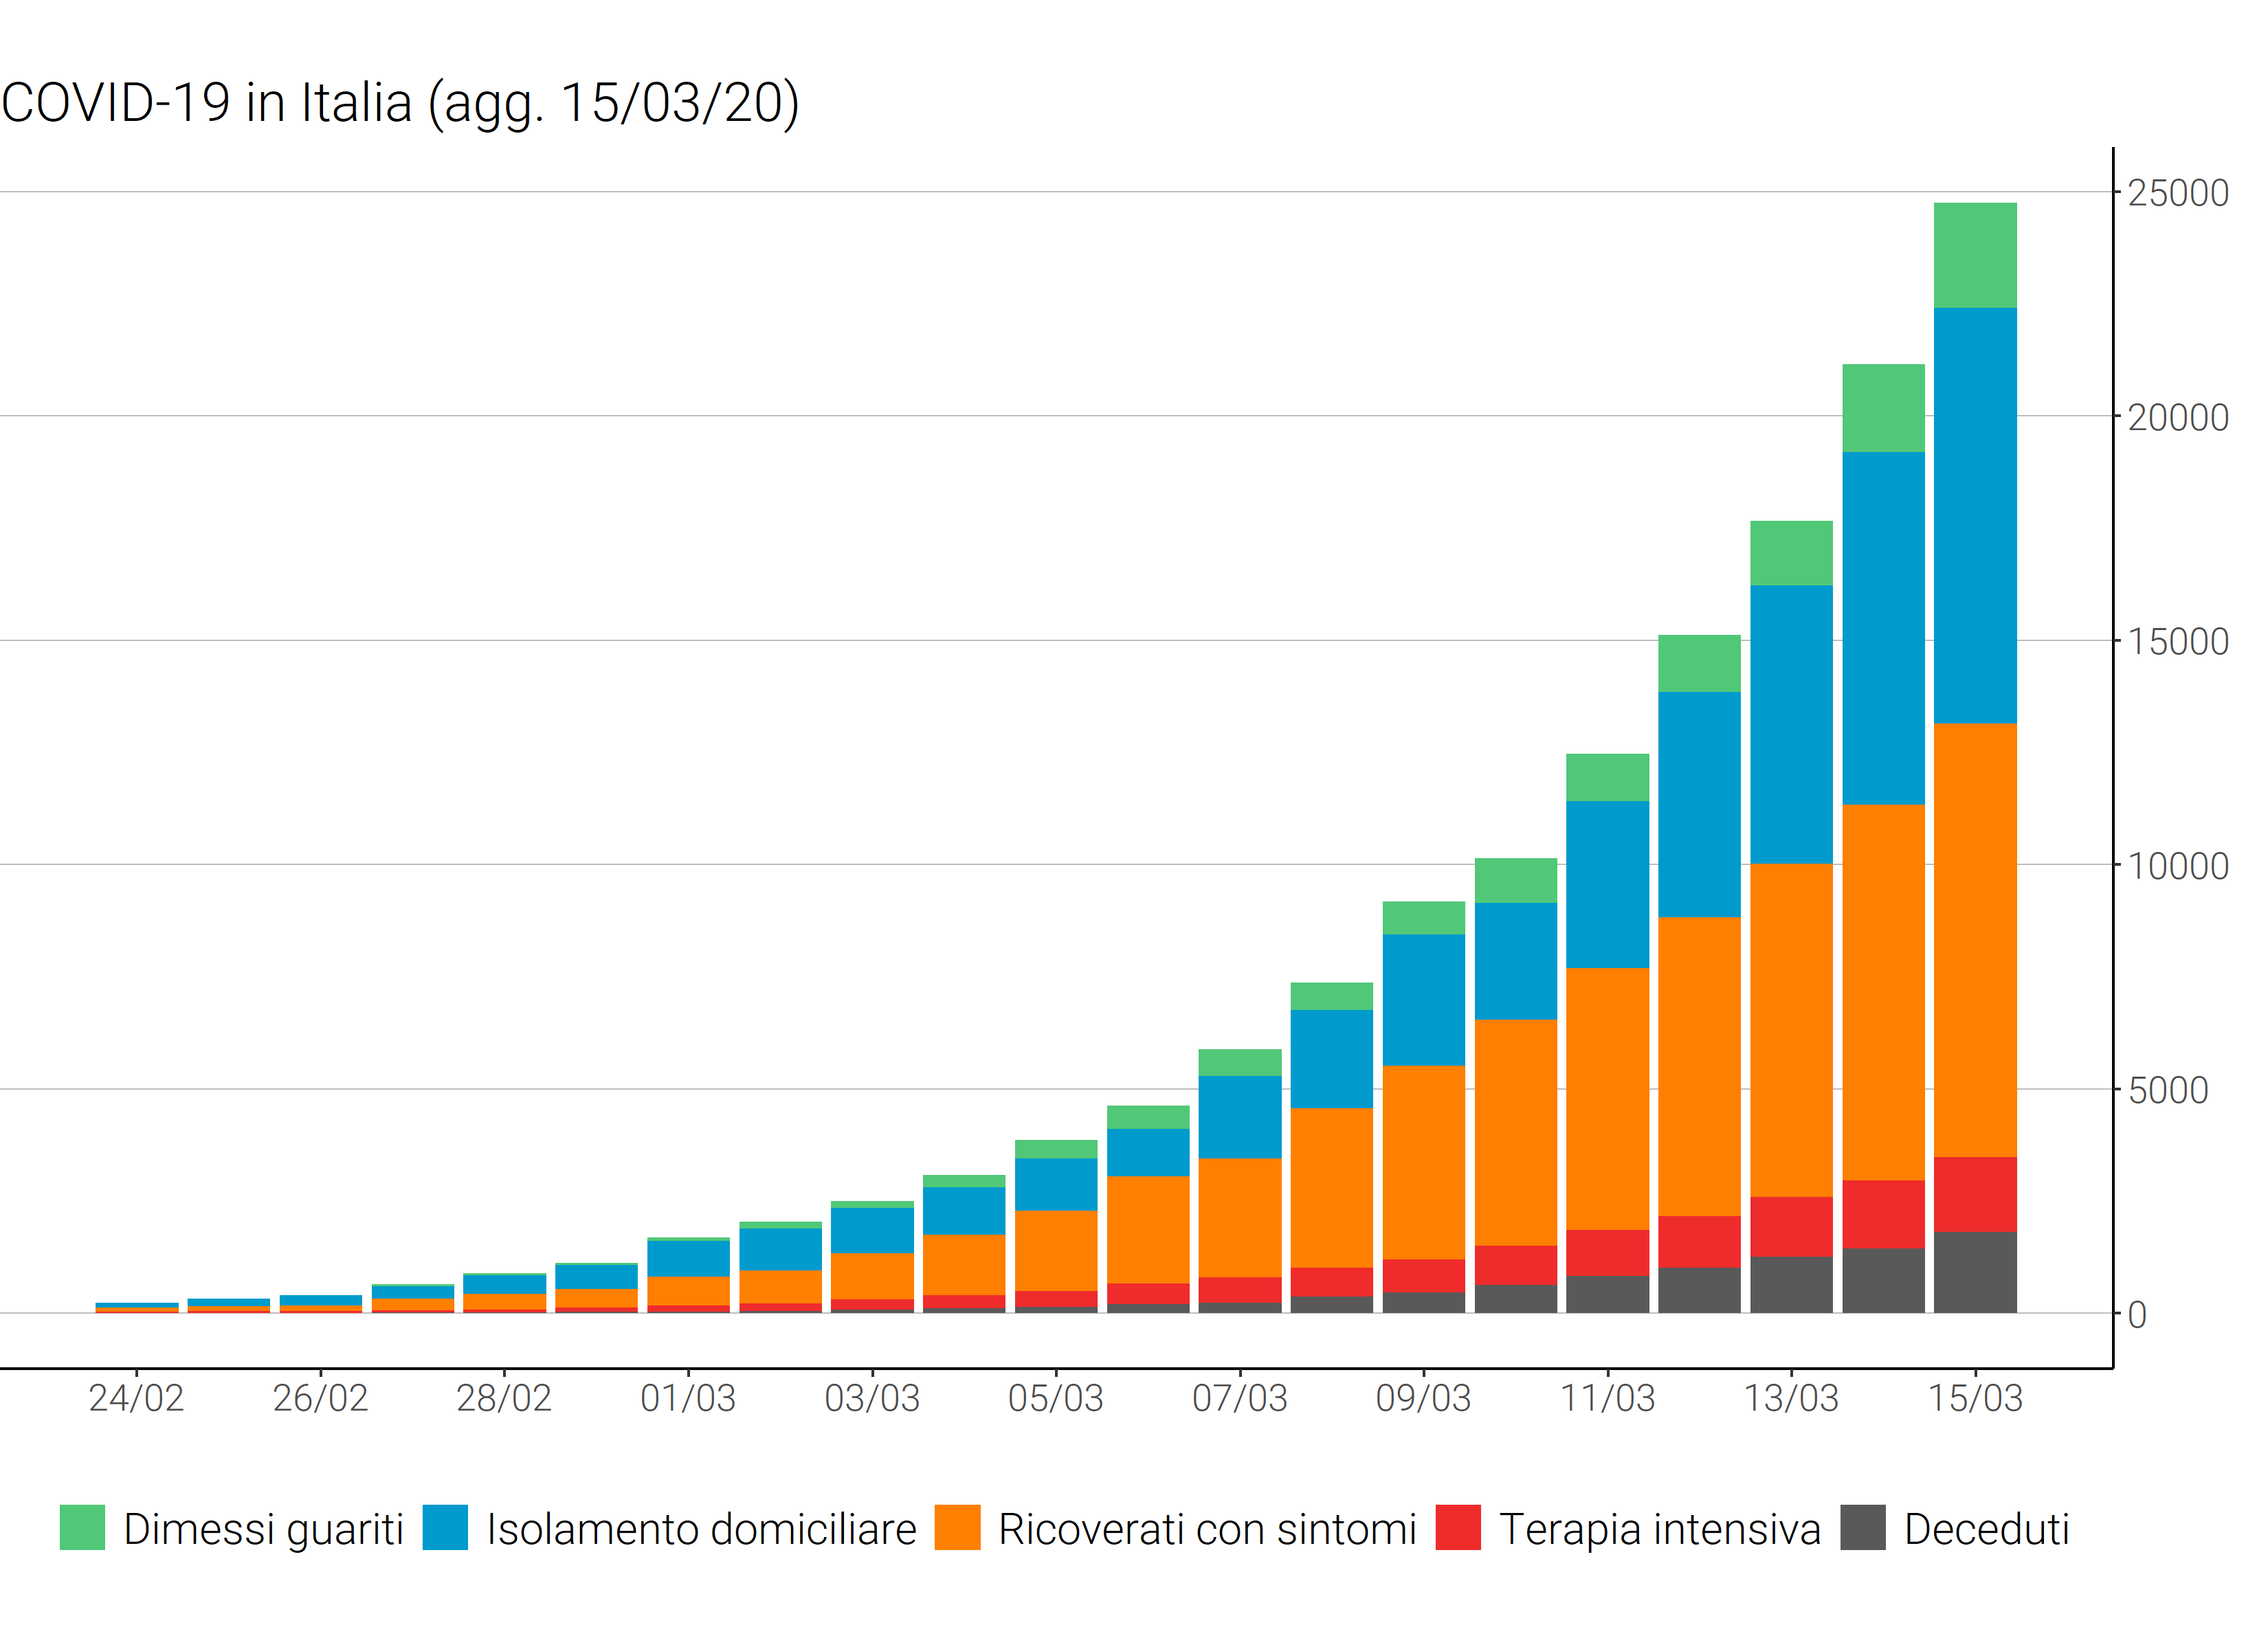 COVID-19 in Italia (agg. 15/03/20)
25000
20000
15000
10000
5000
0
24/02 26/02 28/02 01/03 03/03 05/03 07/03 09/03 11/03 13/03 15/03
Dimessi guariti Isolamento domiciliare Ricoverati con sintomi Terapia intensiva Deceduti